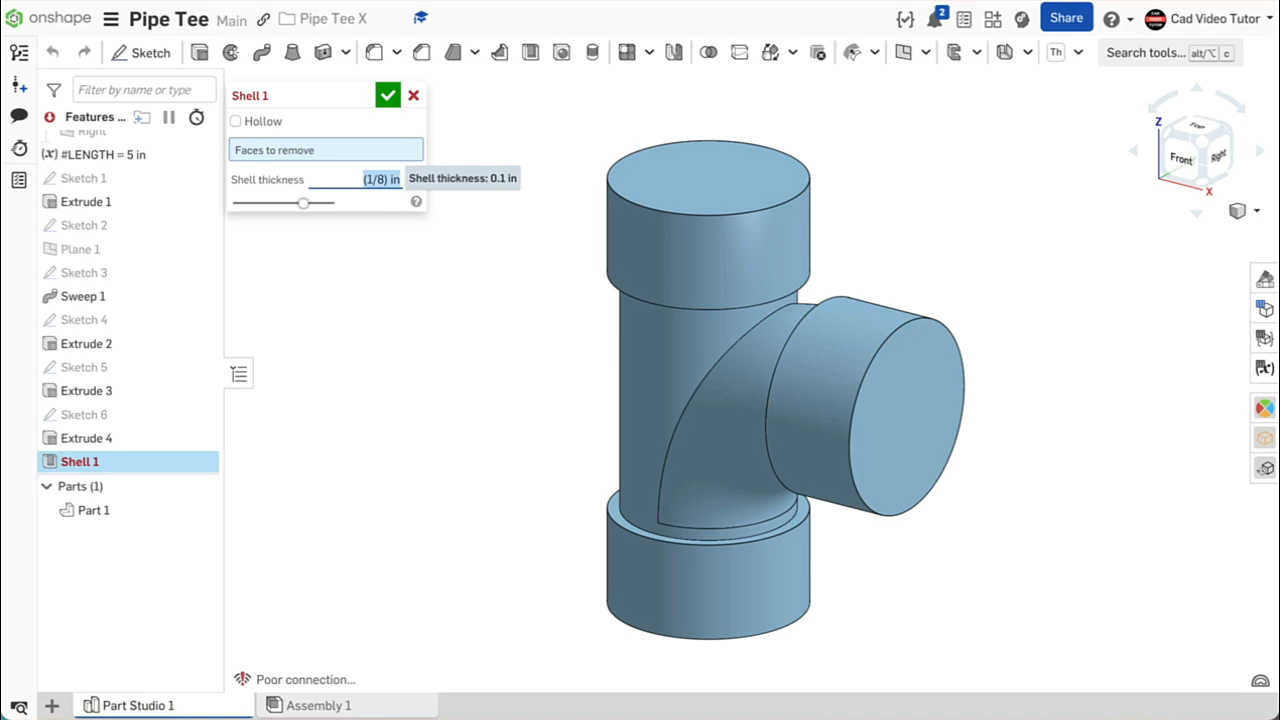 onshape Pipe Tee Main Pipe Tee X 2 Share Cad Video Tutor
Sketch Th Search tools... alt/⌥ c
Filter by name or type
Features ...
Right
(x) #LENGTH = 5 in
Sketch 1
Extrude 1
Sketch 2
Plane 1
Sketch 3
Sweep 1
Sketch 4
Extrude 2
Sketch 5
Extrude 3
Sketch 6
Extrude 4
Shell 1
Parts (1)
Part 1
Shell 1
Hollow
Faces to remove
Shell thickness (1/8) in
Shell thickness: 0.1 in
Z
Top
Front
Right
X
Poor connection...
Part Studio 1
Assembly 1